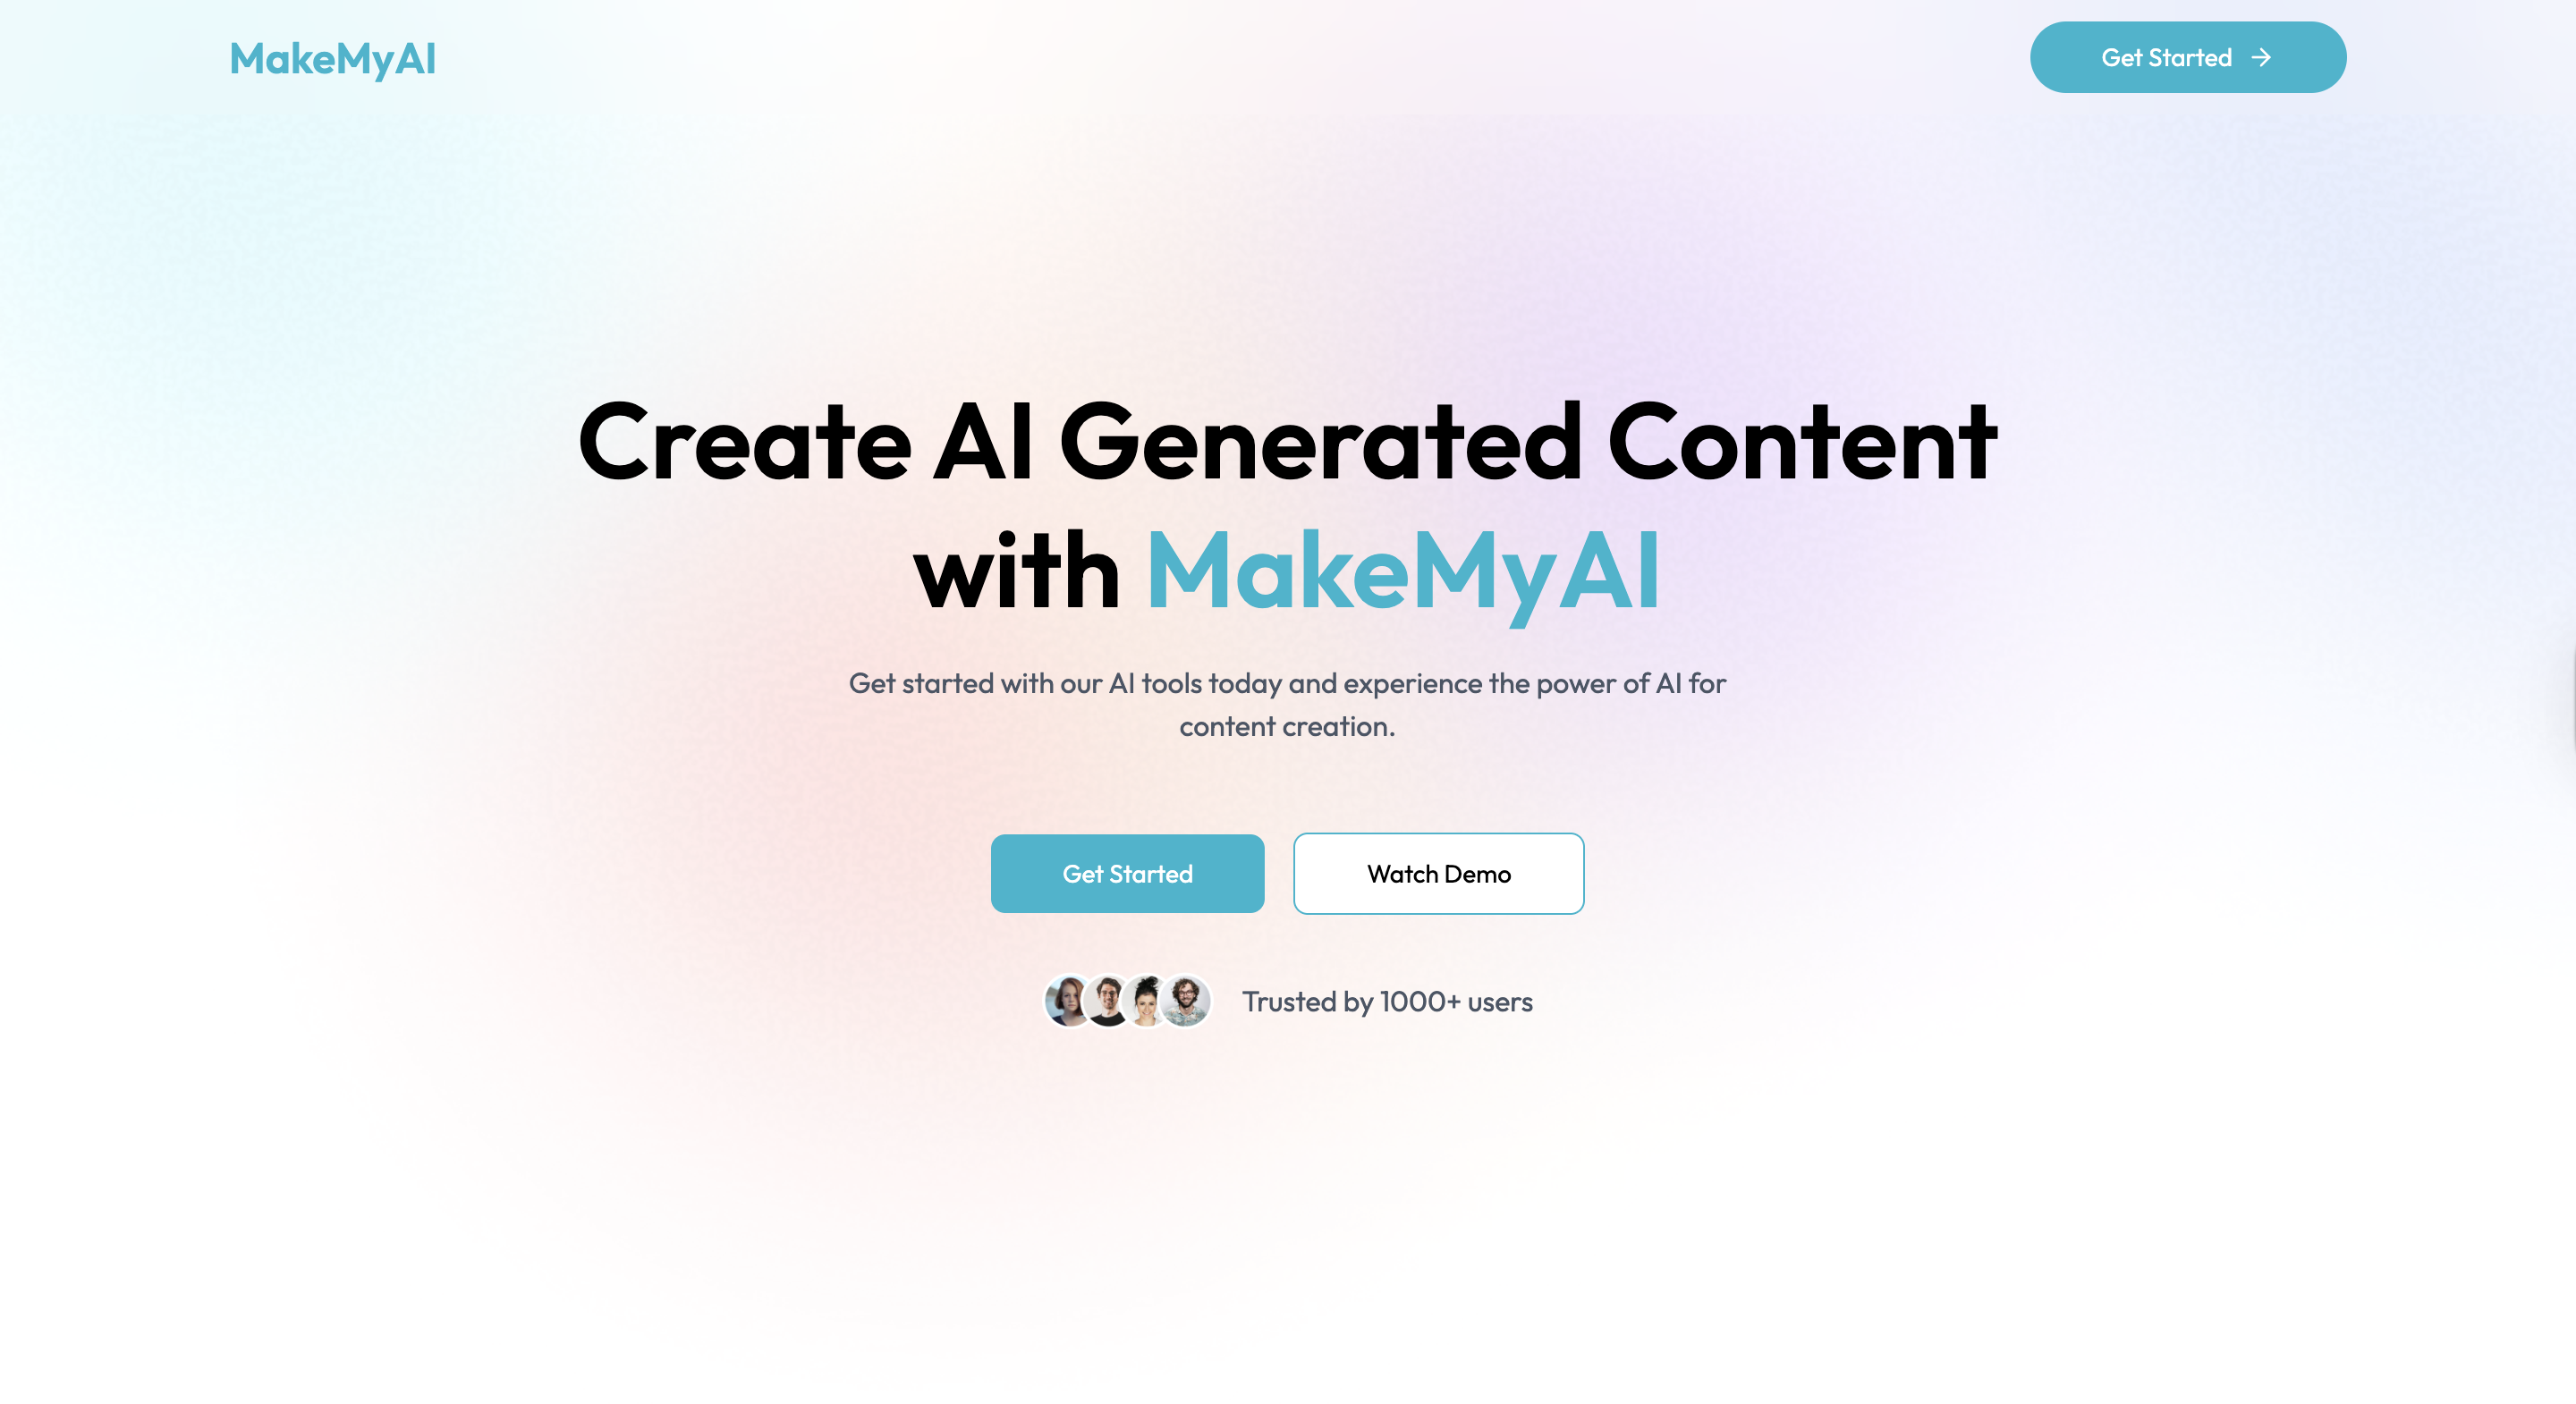 MakeMyAI
Get Started
Create AI Generated Content
with MakeMyAI
Get started with our AI tools today and experience the power of AI for
content creation.
Get Started
Watch Demo
Trusted by 1000+ users